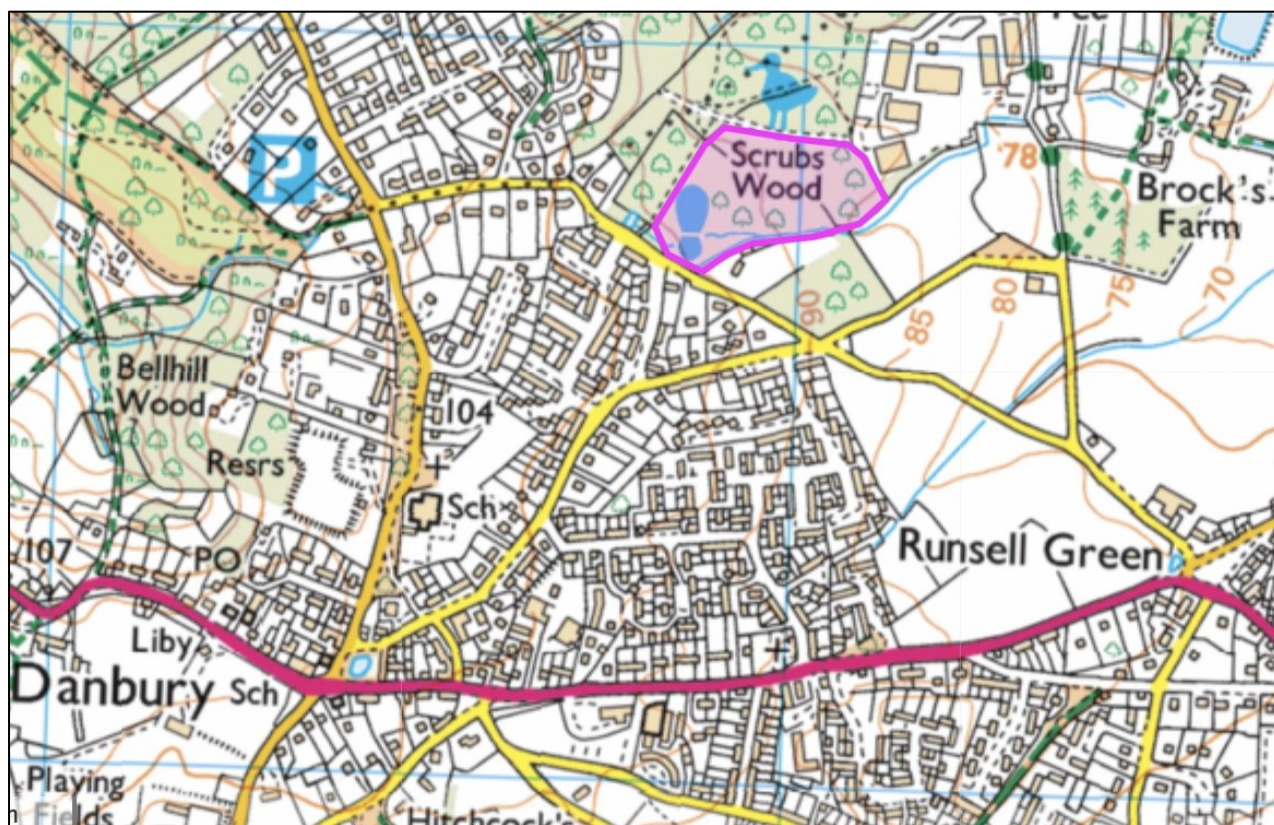 P
Scrubs
Wood
78
Brock's
Farm
90
85
80
75
70
Bellhill
Wood
104
Resrs
Sch
107
PO
Runsell Green
Liby
Danbury
Sch
Playing
Fields
Hitchcock's